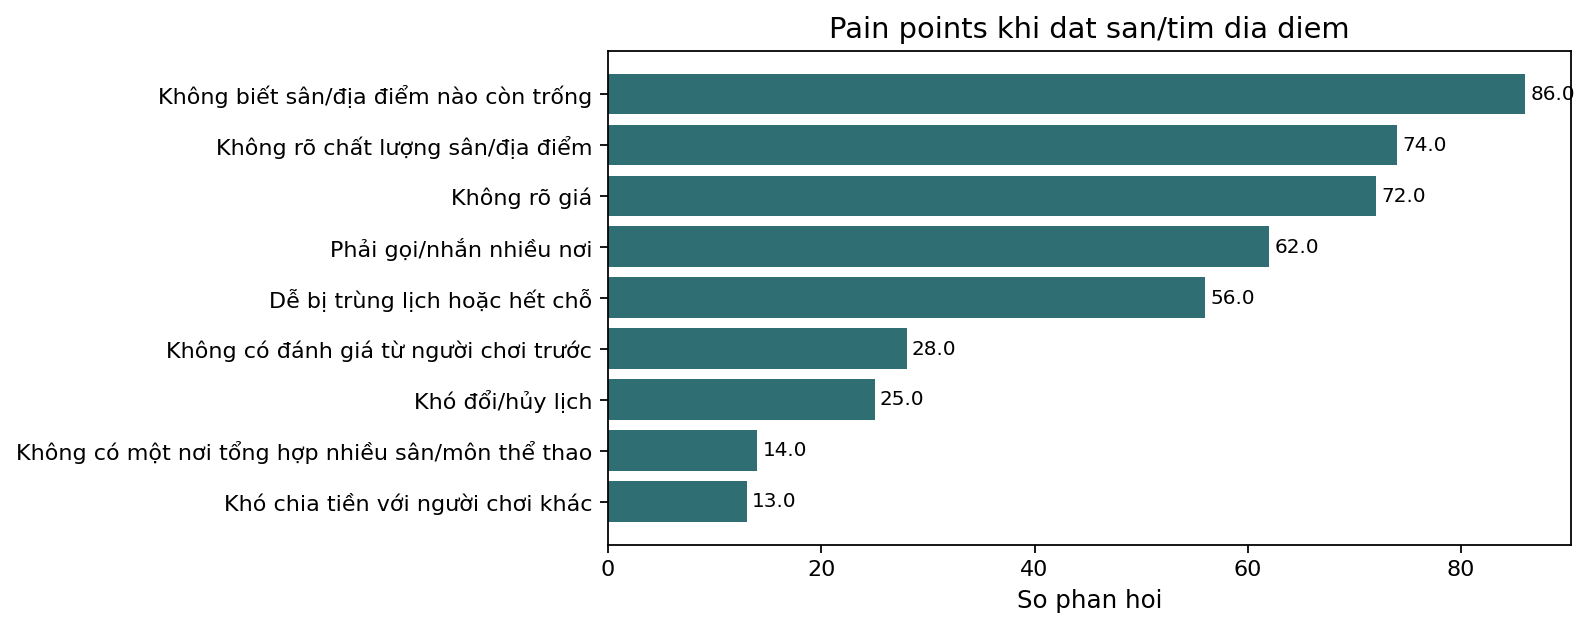 Pain points khi dat san/tim dia diem
Không biết sân/địa điểm nào còn trống
86.0
Không rõ chất lượng sân/địa điểm
74.0
Không rõ giá
72.0
Phải gọi/nhắn nhiều nơi
62.0
Dễ bị trùng lịch hoặc hết chỗ
56.0
Không có đánh giá từ người chơi trước
28.0
Khó đổi/hủy lịch
25.0
Không có một nơi tổng hợp nhiều sân/môn thể thao
14.0
Khó chia tiền với người chơi khác
13.0
0 20 40 60 80
So phan hoi